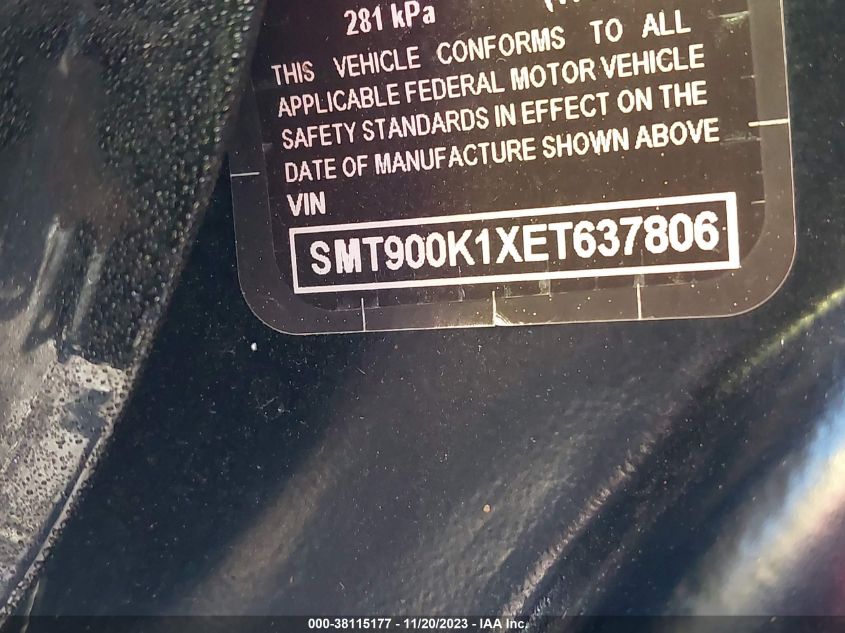 281 kPa
THIS VEHICLE CONFORMS TO ALL
APPLICABLE FEDERAL MOTOR VEHICLE
SAFETY STANDARDS IN EFFECT ON THE
DATE OF MANUFACTURE SHOWN ABOVE
VIN
SMT900K1XET637806
000-38115177 - 11/20/2023 - IAA Inc.